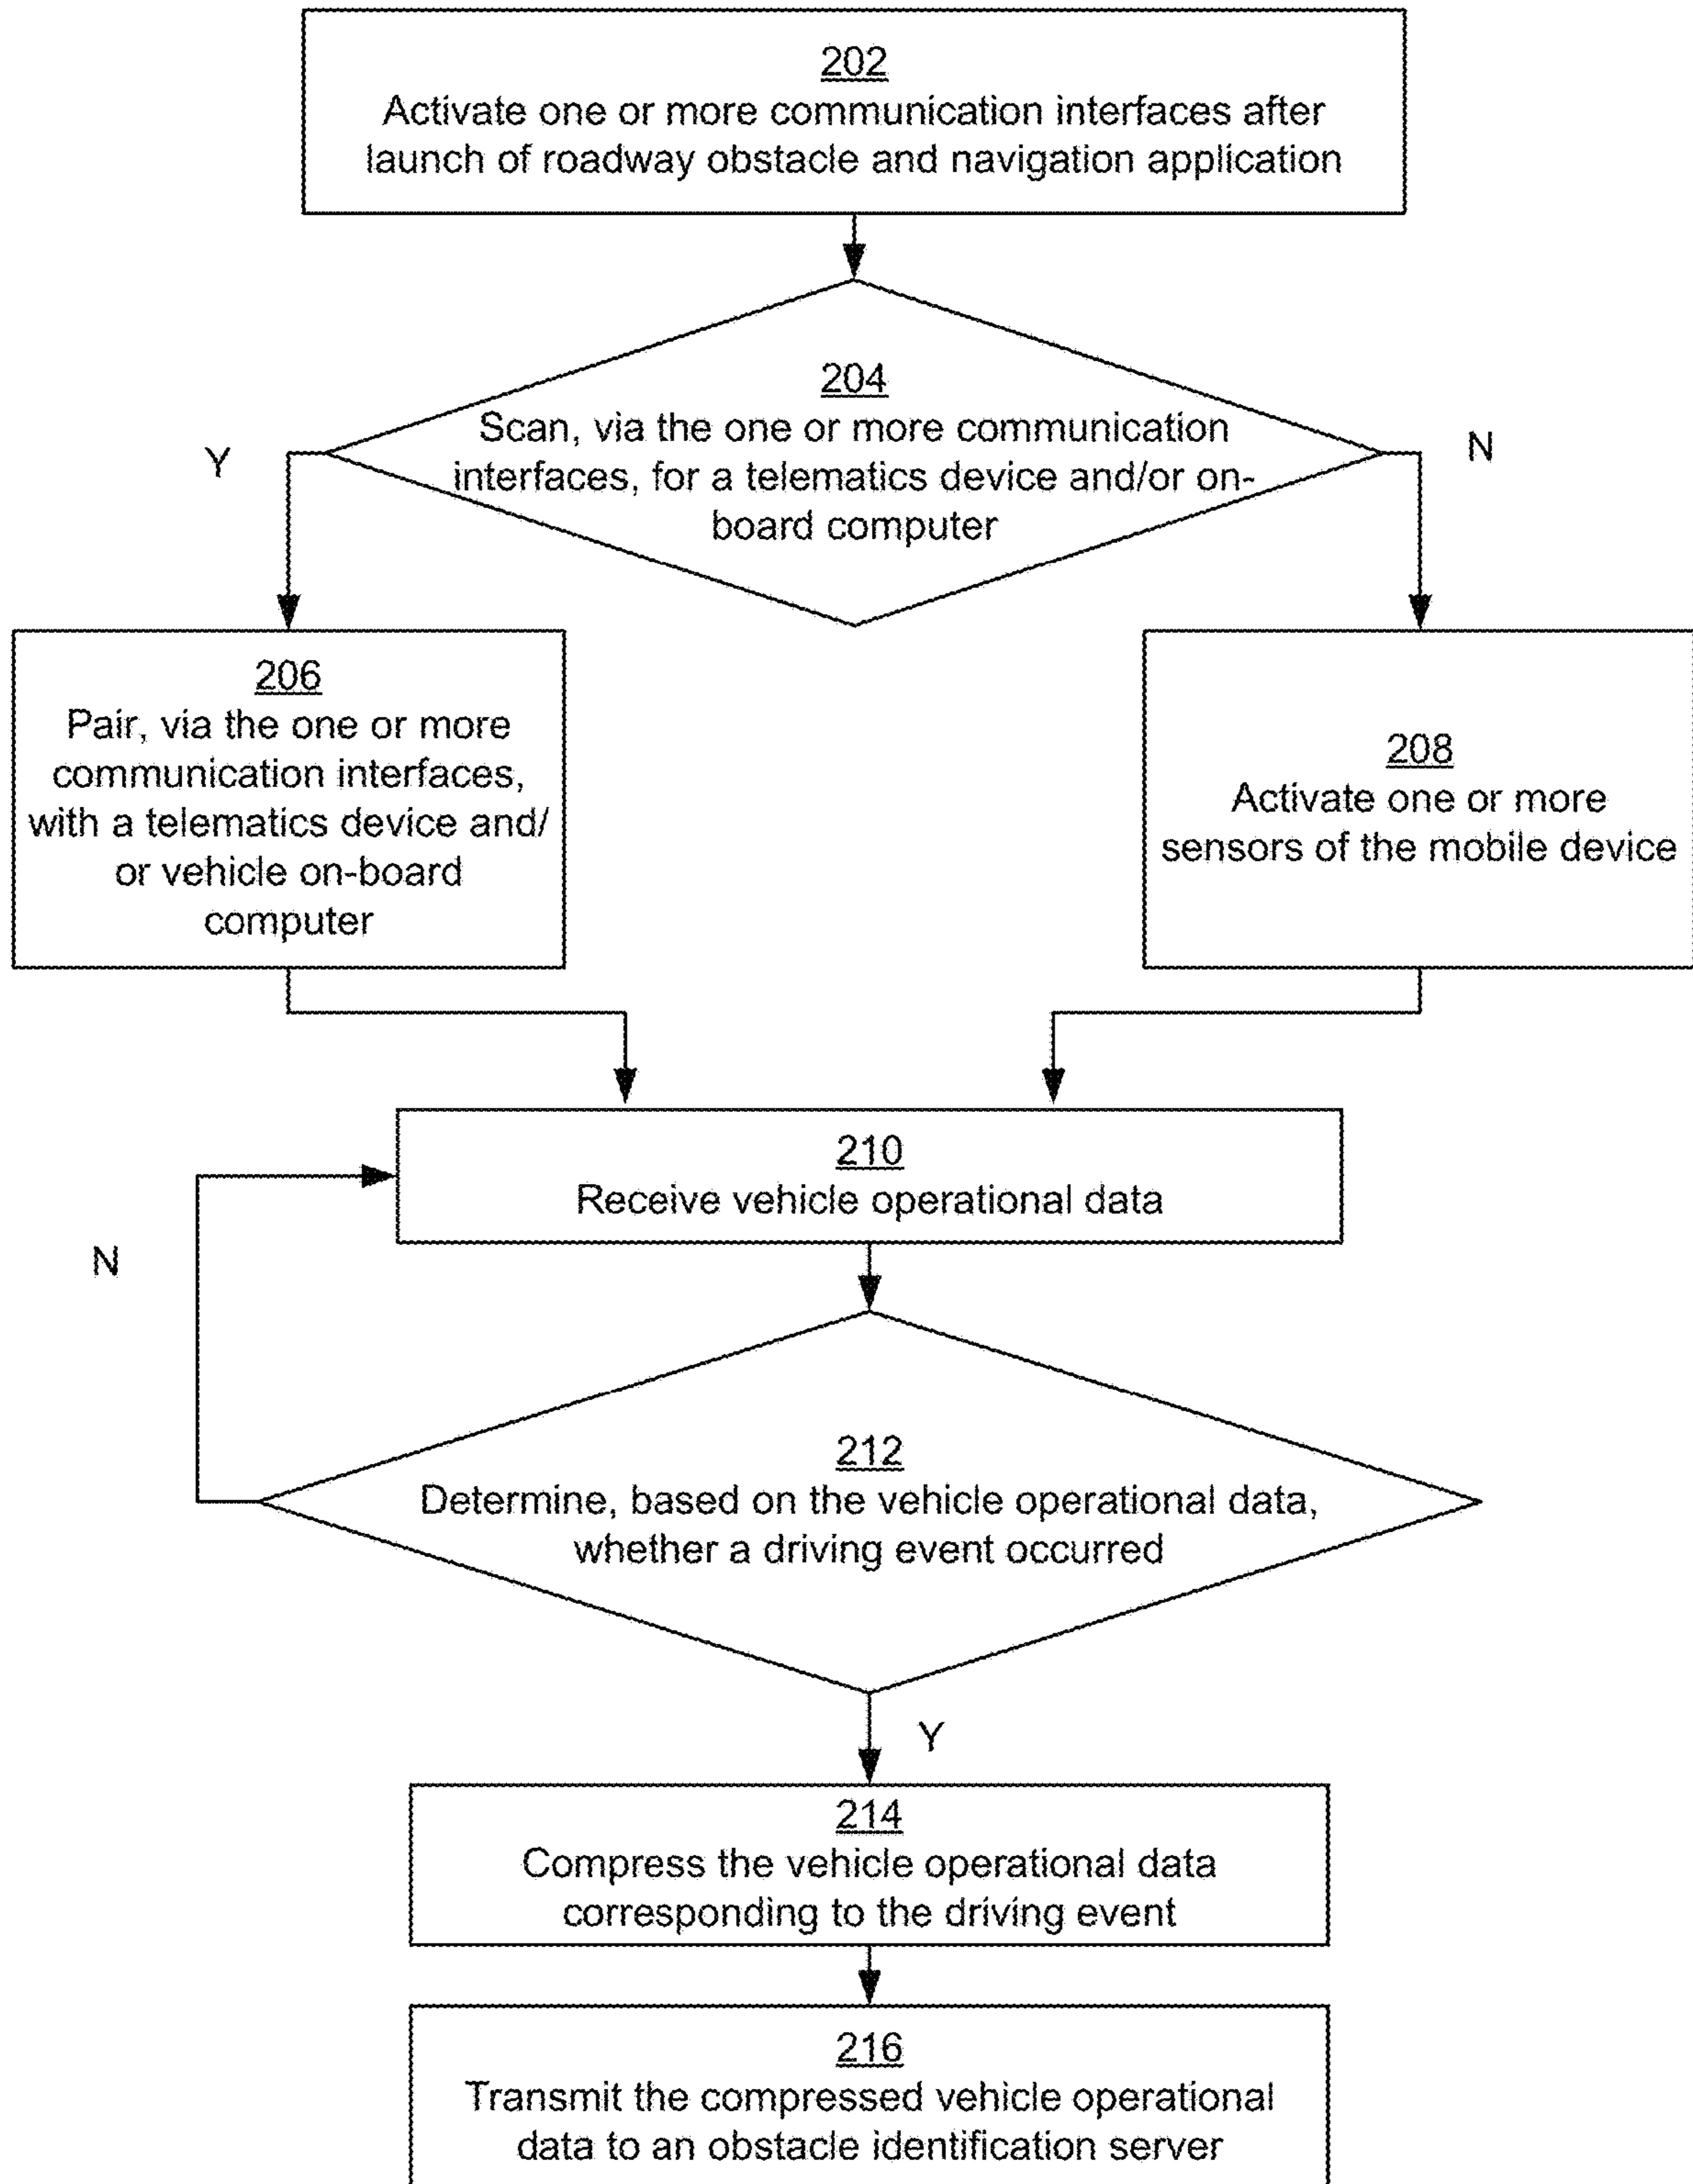 202
Activate one or more communication interfaces after
launch of roadway obstacle and navigation application
204
Scan, via the one or more communication
interfaces, for a telematics device and/or on-
board computer
Y
N
206
Pair, via the one or more
communication interfaces,
with a telematics device and/
or vehicle on-board
computer
208
Activate one or more
sensors of the mobile device
210
Receive vehicle operational data
N
212
Determine, based on the vehicle operational data,
whether a driving event occurred
Y
214
Compress the vehicle operational data
corresponding to the driving event
216
Transmit the compressed vehicle operational
data to an obstacle identification server